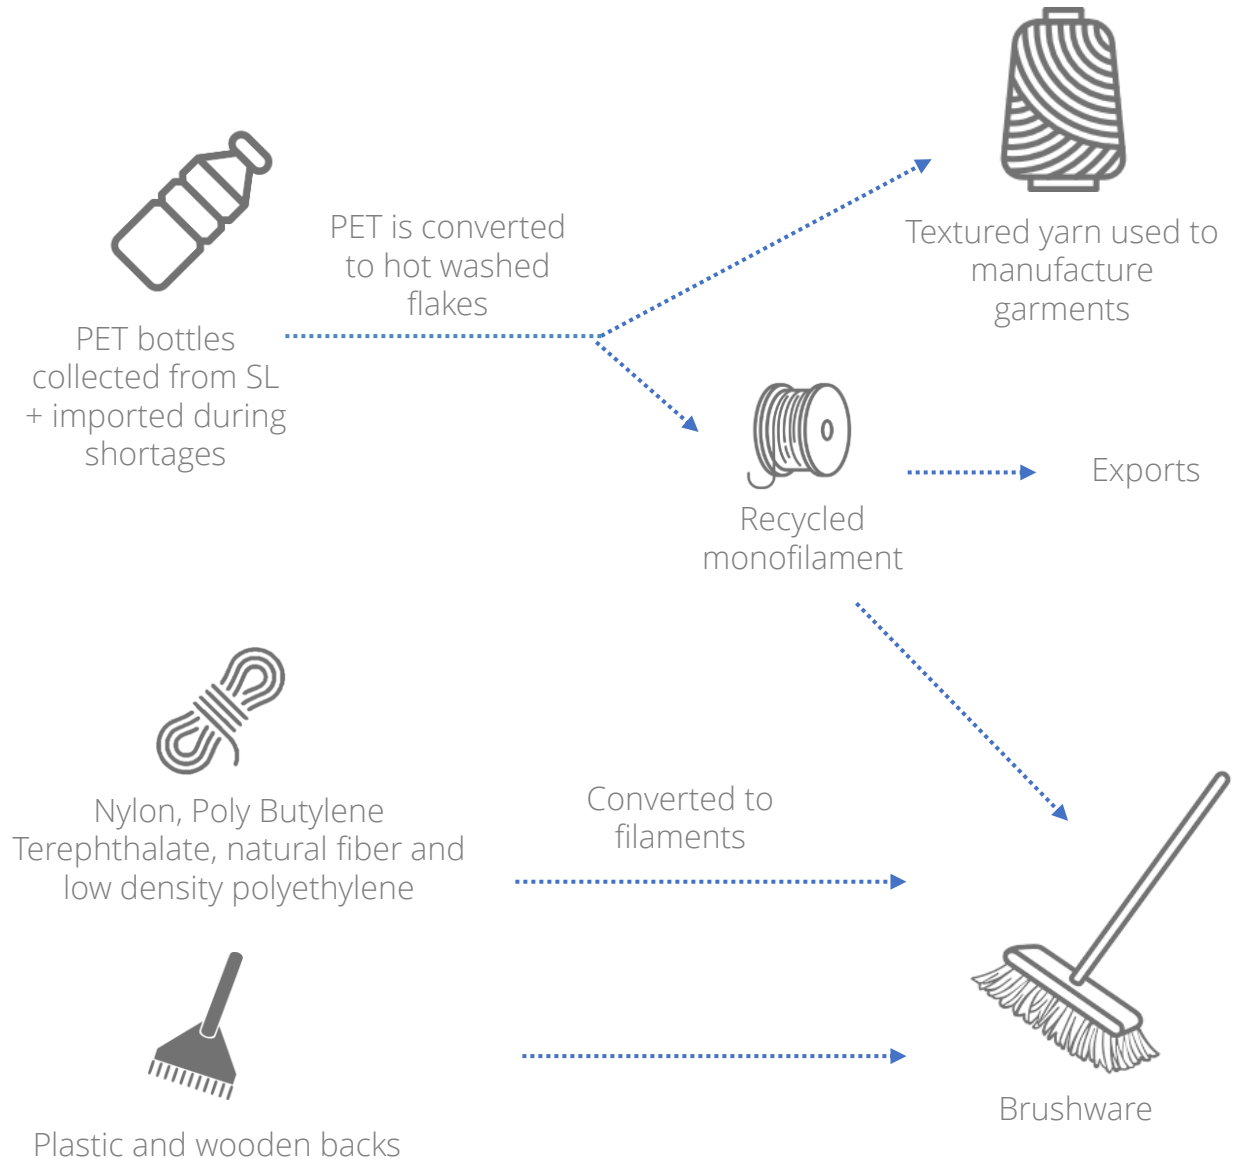 PET is converted
to hot washed
flakes
Textured yarn used to
manufacture
garments
PET bottles
collected from SL
+ imported during
shortages
Exports
Recycled
monofilament
Nylon, Poly Butylene
Terephthalate, natural fiber and
low density polyethylene
Converted to
filaments
Brushware
Plastic and wooden backs